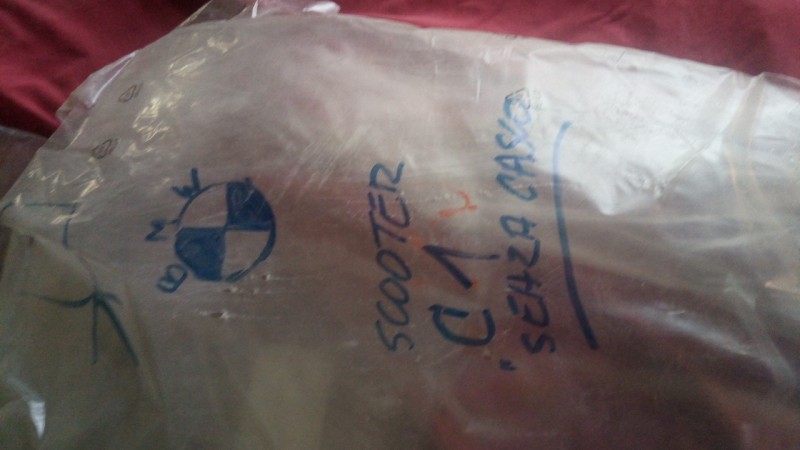 BMW
SCOOTER
C1
"SENZA CASCO